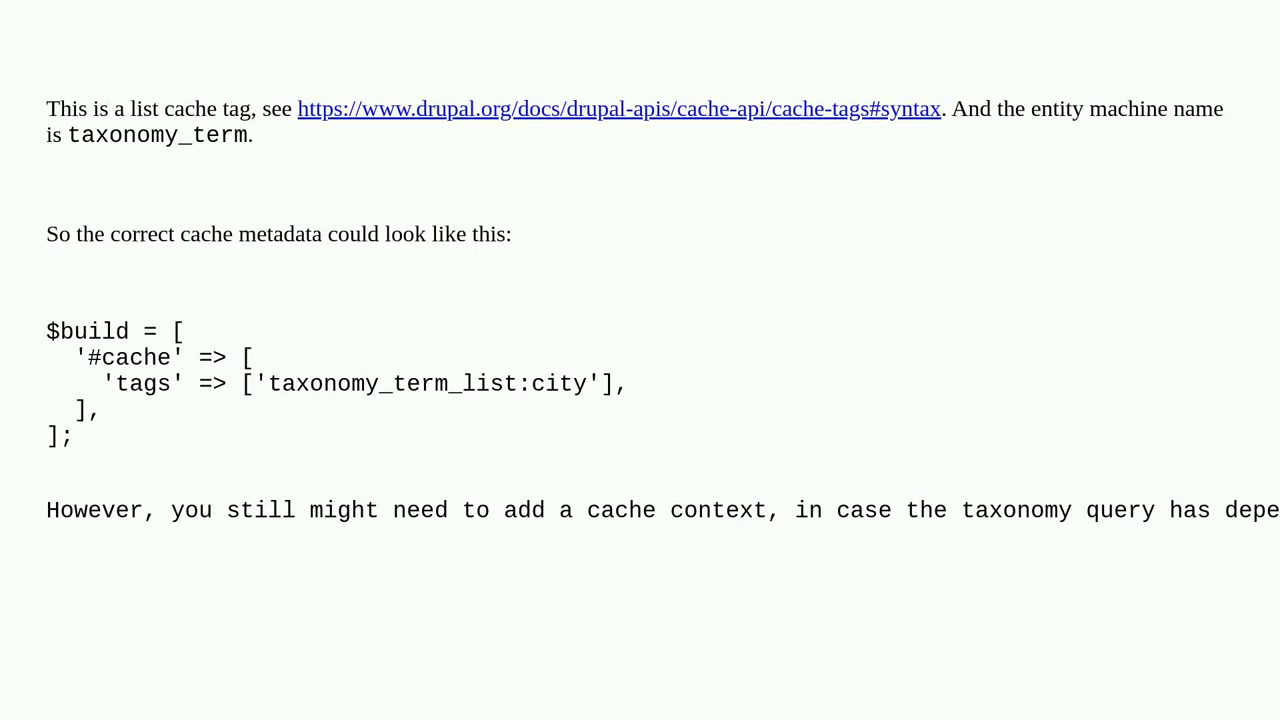 This is a list cache tag, see https://www.drupal.org/docs/drupal-apis/cache-api/cache-tags#syntax. And the entity machine name
is taxonomy_term.
So the correct cache metadata could look like this:
$build = [
  '#cache' => [
    'tags' => ['taxonomy_term_list:city'],
  ],
];
However, you still might need to add a cache context, in case the taxonomy query has